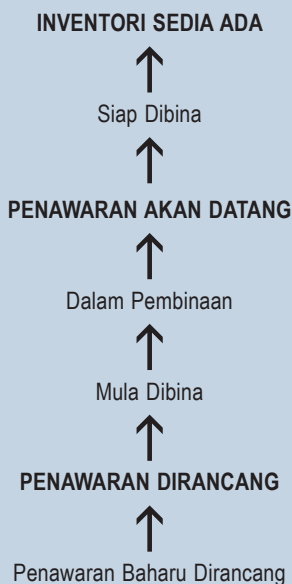 INVENTORI SEDIA ADA
Siap Dibina
PENAWARAN AKAN DATANG
Dalam Pembinaan
Mula Dibina
PENAWARAN DIRANCANG
Penawaran Baharu Dirancang